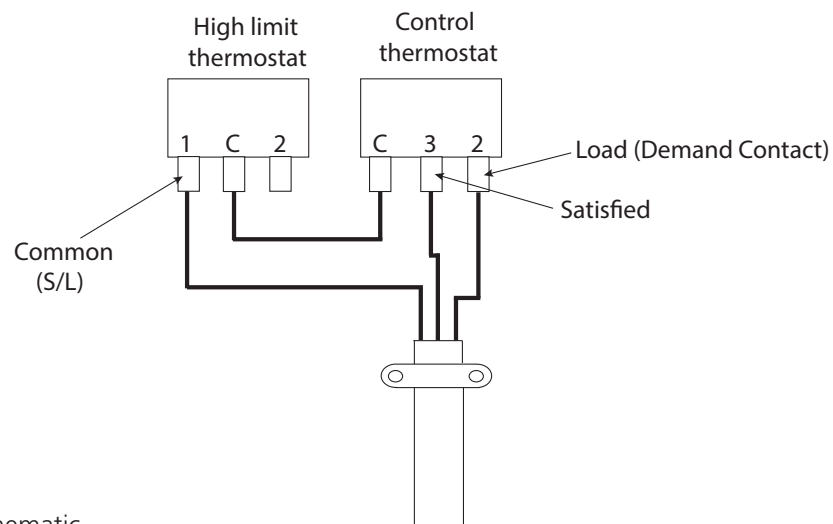 High limit
thermostat
Control
thermostat
1 C 2
C 3 2
Load (Demand Contact)
Satisfied
Common
(S/L)